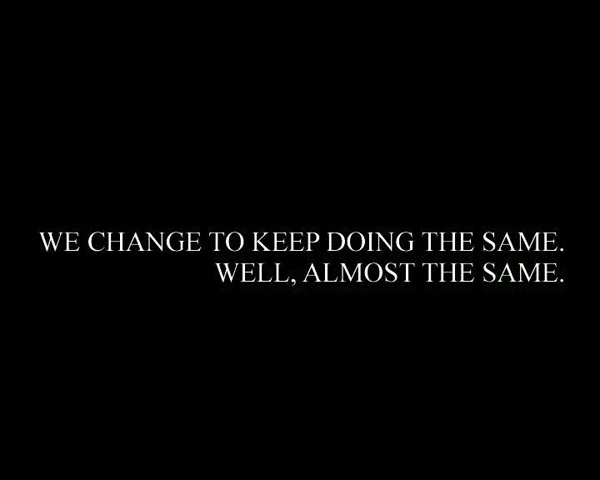 WE CHANGE TO KEEP DOING THE SAME.
WELL, ALMOST THE SAME.